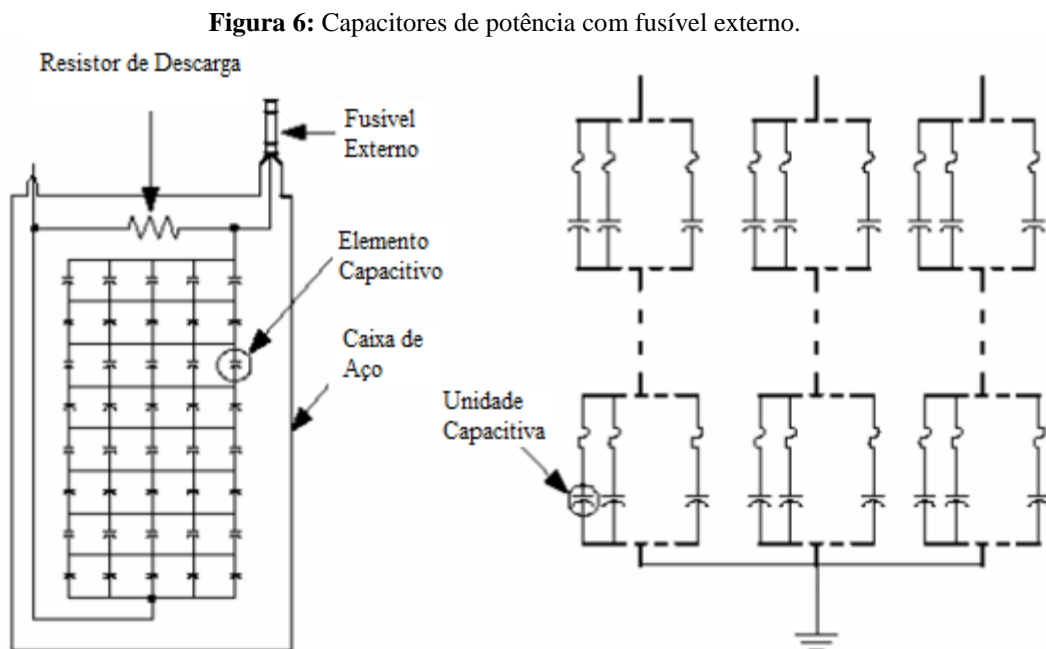 Figura 6: Capacitores de potência com fusível externo.
Resistor de Descarga
Fusível
Externo
Elemento
Capacitivo
Caixa de
Aço
Unidade
Capacitiva